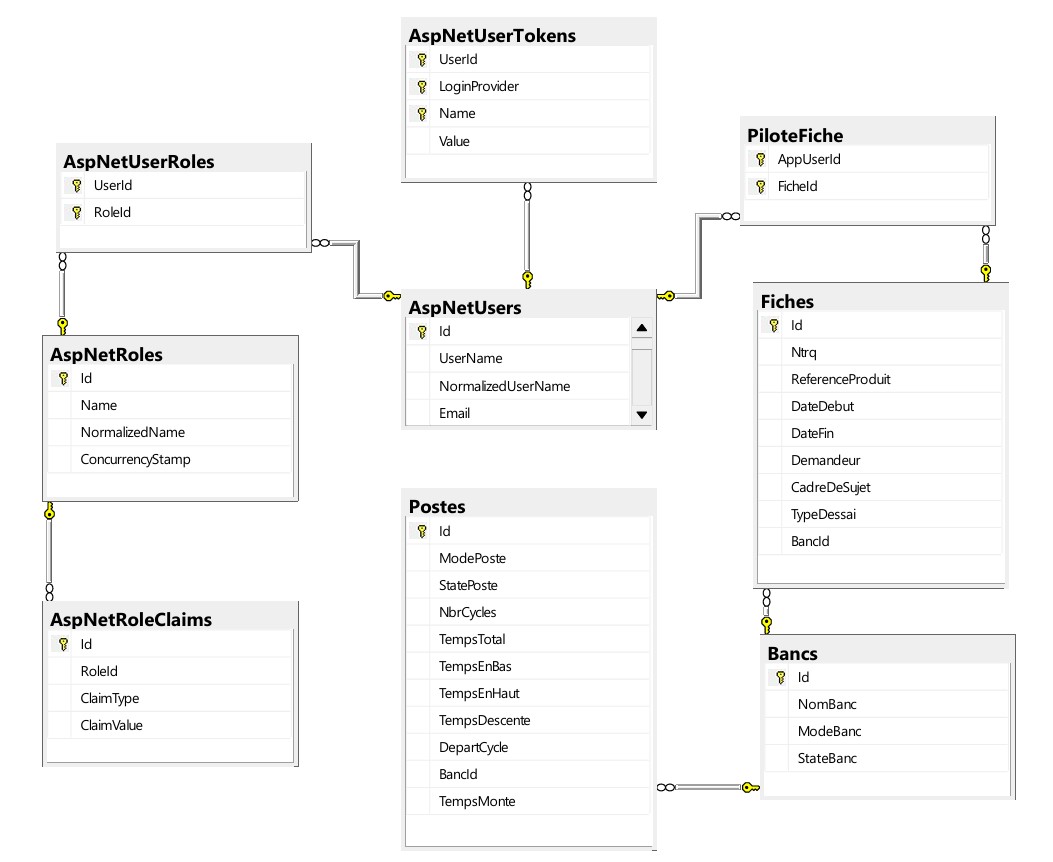 AspNetUserRoles
UserId
RoleId
AspNetRoles
Id
Name
NormalizedName
ConcurrencyStamp
AspNetRoleClaims
Id
RoleId
ClaimType
ClaimValue
AspNetUserTokens
UserId
LoginProvider
Name
Value
AspNetUsers
Id
UserName
NormalizedUserName
Email
Postes
Id
ModePoste
StatePoste
NbrCycles
TempsTotal
TempsEnBas
TempsEnHaut
TempsDescente
DepartCycle
BancId
TempsMonte
PiloteFiche
AppUserId
FicheId
Fiches
Id
Ntrq
ReferenceProduit
DateDebut
DateFin
Demandeur
CadreDeSujet
TypeDessai
BancId
Bancs
Id
NomBanc
ModeBanc
StateBanc